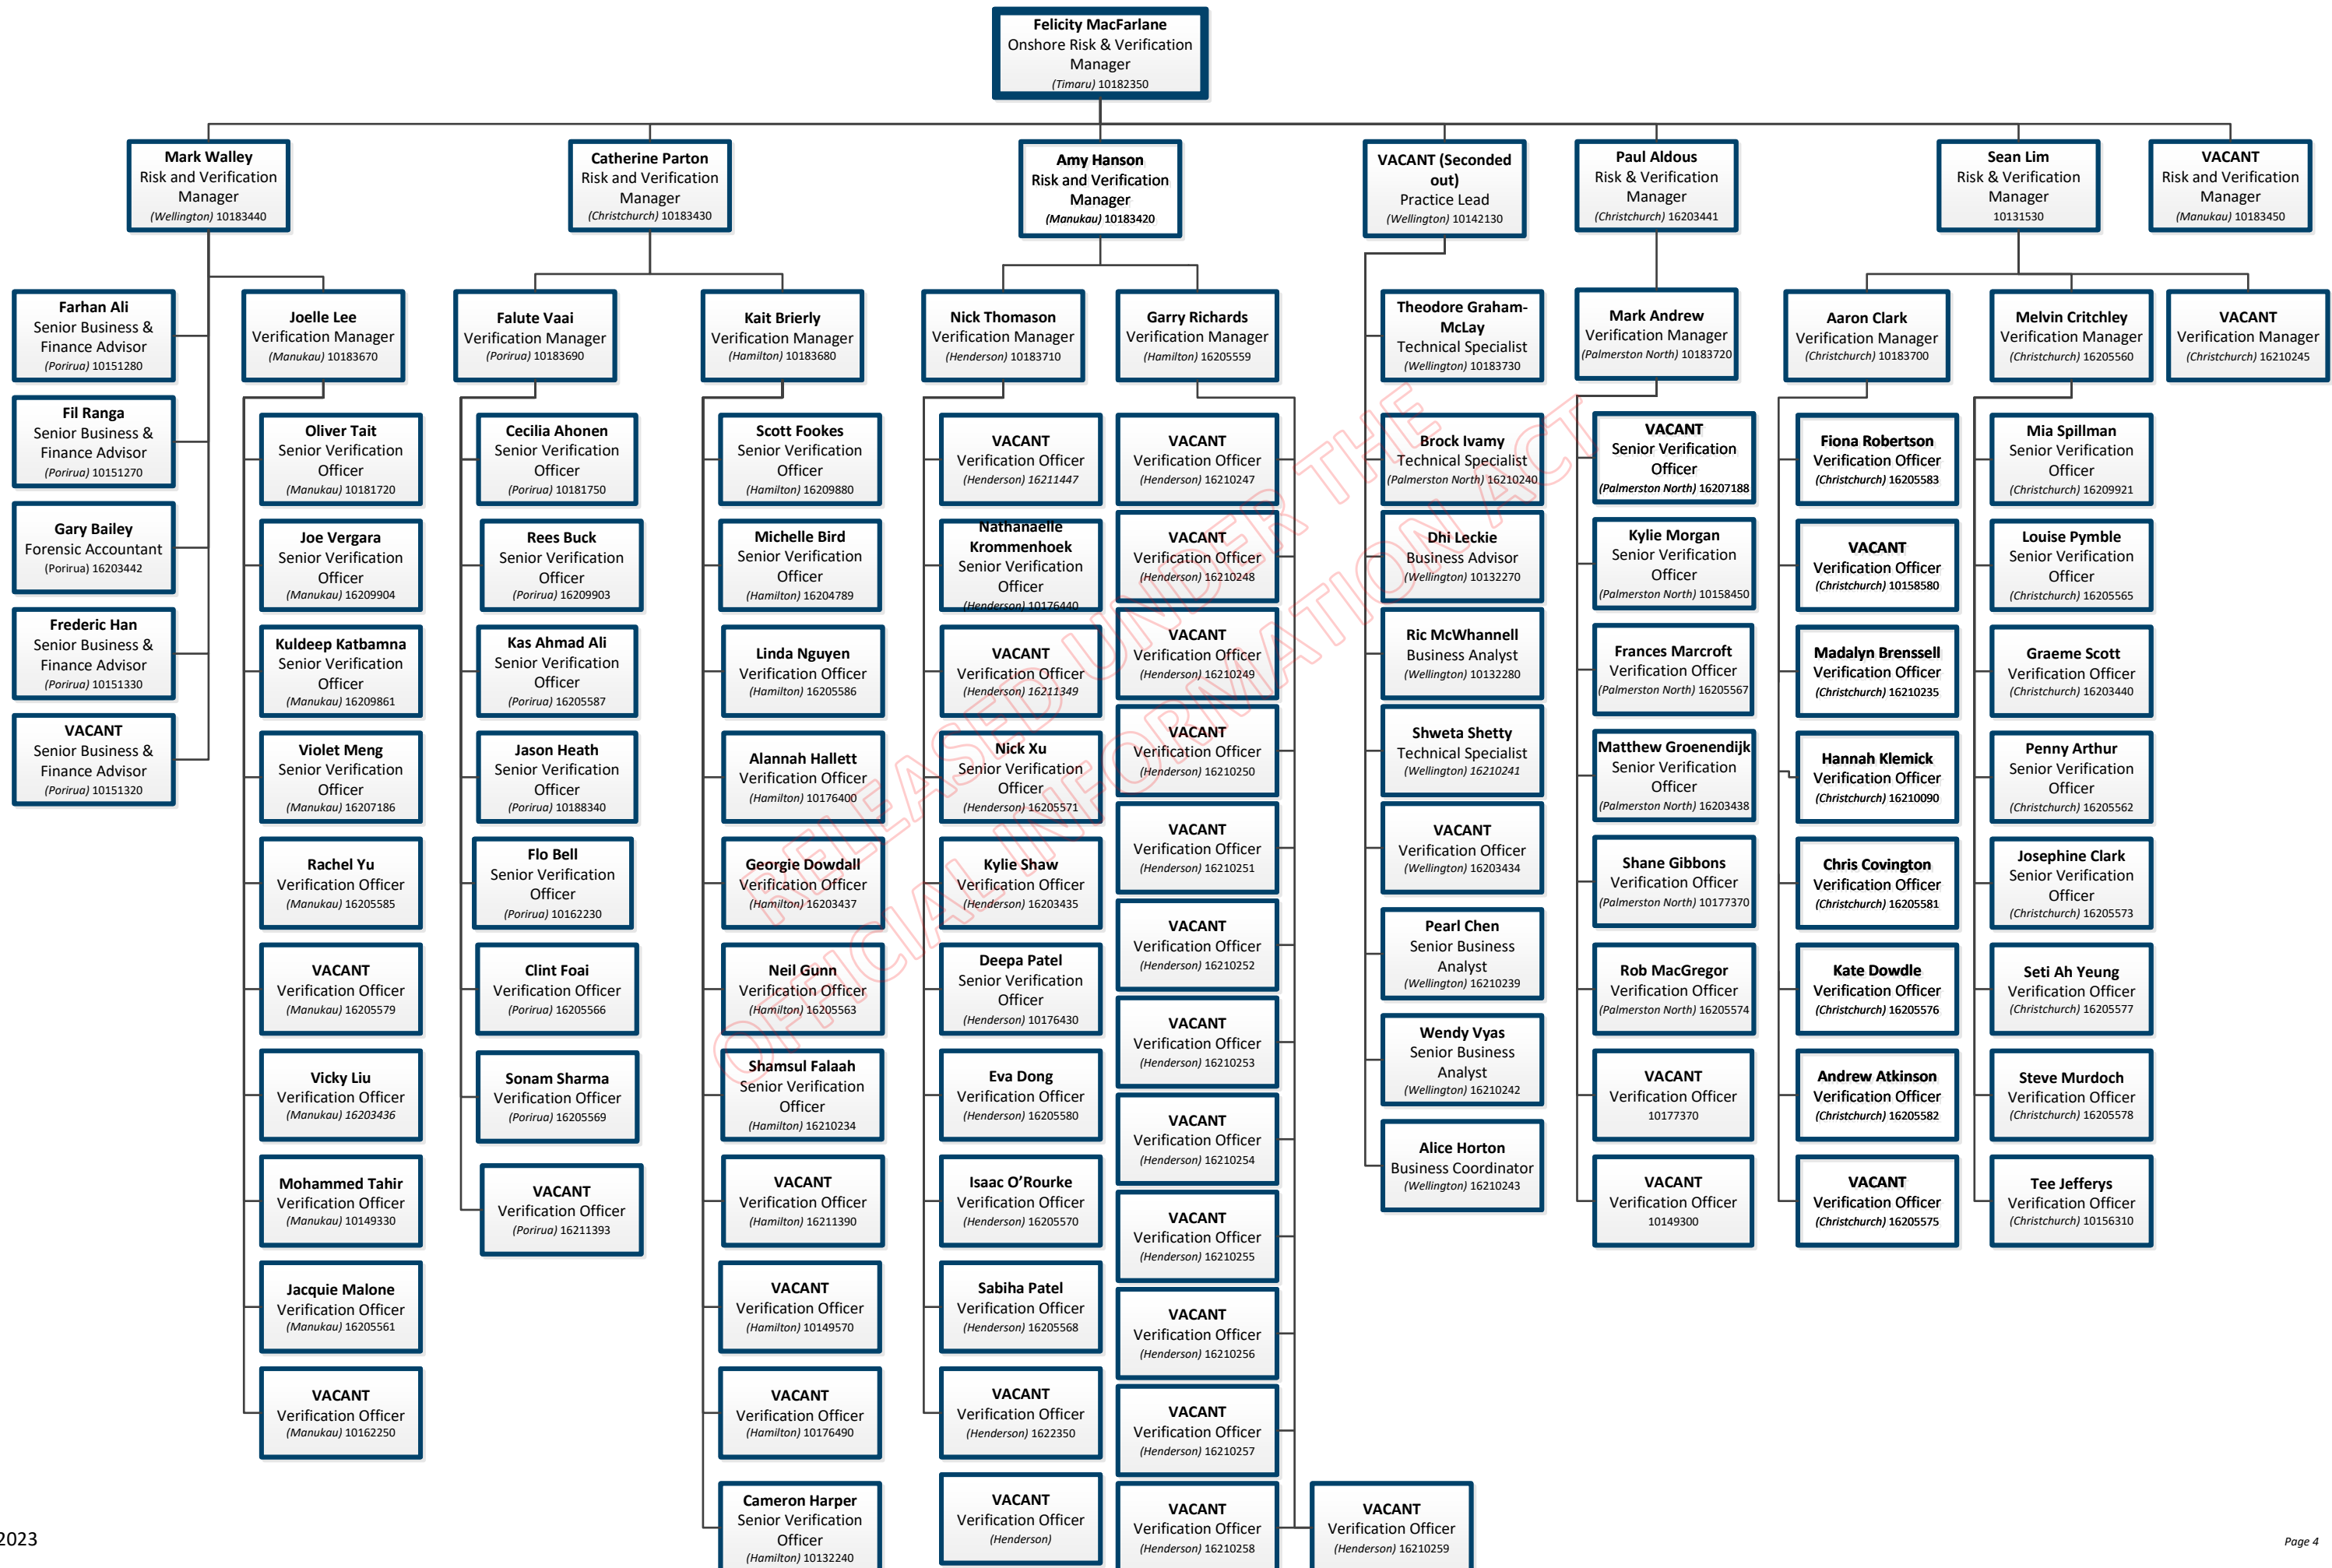 Felicity MacFarlane
Onshore Risk & Verification
Manager
(Timaru) 10182350
Mark Walley
Risk and Verification
Manager
(Wellington) 10183440
Catherine Parton
Risk and Verification
Manager
(Christchurch) 10183430
Amy Hanson
Risk and Verification
Manager
(Manukau) 10183420
VACANT (Seconded
out)
Practice Lead
(Wellington) 10142130
Paul Aldous
Risk & Verification
Manager
(Christchurch) 16203441
Sean Lim
Risk & Verification
Manager
10131530
VACANT
Risk and Verification
Manager
(Manukau) 10183450
Farhan Ali
Senior Business &
Finance Advisor
(Porirua) 10151280
Fil Ranga
Senior Business &
Finance Advisor
(Porirua) 10151270
Gary Bailey
Forensic Accountant
(Porirua) 16203442
Frederic Han
Senior Business &
Finance Advisor
(Porirua) 10151330
VACANT
Senior Business &
Finance Advisor
(Porirua) 10151320
Joelle Lee
Verification Manager
(Manukau) 10183670
Oliver Tait
Senior Verification
Officer
(Manukau) 10181720
Joe Vergara
Senior Verification
Officer
(Manukau) 16209904
Kuldeep Katbamna
Senior Verification
Officer
(Manukau) 16209861
Violet Meng
Senior Verification
Officer
(Manukau) 16207186
Rachel Yu
Verification Officer
(Manukau) 16205585
VACANT
Verification Officer
(Manukau) 16205579
Vicky Liu
Verification Officer
(Manukau) 16203436
Mohammed Tahir
Verification Officer
(Manukau) 10149330
Jacquie Malone
Verification Officer
(Manukau) 16205561
VACANT
Verification Officer
(Manukau) 10162250
Falute Vaai
Verification Manager
(Porirua) 10183690
Cecilia Ahonen
Senior Verification
Officer
(Porirua) 10181750
Rees Buck
Senior Verification
Officer
(Porirua) 16209903
Kas Ahmad Ali
Senior Verification
Officer
(Porirua) 16205587
Jason Heath
Senior Verification
Officer
(Porirua) 10188340
Flo Bell
Senior Verification
Officer
(Porirua) 10162230
Clint Foai
Verification Officer
(Porirua) 16205566
Sonam Sharma
Verification Officer
(Porirua) 16205569
VACANT
Verification Officer
(Porirua) 16211393
Kait Brierly
Verification Manager
(Hamilton) 10183680
Scott Fookes
Senior Verification
Officer
(Hamilton) 16209880
Michelle Bird
Senior Verification
Officer
(Hamilton) 16204789
Linda Nguyen
Verification Officer
(Hamilton) 16205586
Alannah Hallett
Verification Officer
(Hamilton) 10176400
Georgie Dowdall
Verification Officer
(Hamilton) 16203437
Neil Gunn
Verification Officer
(Hamilton) 16205563
Shamsul Falaah
Senior Verification
Officer
(Hamilton) 16210234
VACANT
Verification Officer
(Hamilton) 16211390
VACANT
Verification Officer
(Hamilton) 10149570
VACANT
Verification Officer
(Hamilton) 10176490
Cameron Harper
Senior Verification
Officer
(Hamilton) 10132240
Nick Thomason
Verification Manager
(Henderson) 10183710
VACANT
Verification Officer
(Henderson) 16211447
Nathanaelle
Krommenhoek
Senior Verification
Officer
(Henderson) 10176440
VACANT
Verification Officer
(Henderson) 16211349
Nick Xu
Senior Verification
Officer
(Henderson) 16205571
Kylie Shaw
Verification Officer
(Henderson) 16203435
Deepa Patel
Senior Verification
Officer
(Henderson) 10176430
Eva Dong
Verification Officer
(Henderson) 16205580
Isaac O’Rourke
Verification Officer
(Henderson) 16205570
Sabiha Patel
Verification Officer
(Henderson) 16205568
VACANT
Verification Officer
(Henderson) 1622350
VACANT
Verification Officer
(Henderson)
Garry Richards
Verification Manager
(Hamilton) 16205559
VACANT
Verification Officer
(Henderson) 16210247
VACANT
Verification Officer
(Henderson) 16210248
VACANT
Verification Officer
(Henderson) 16210249
VACANT
Verification Officer
(Henderson) 16210250
VACANT
Verification Officer
(Henderson) 16210251
VACANT
Verification Officer
(Henderson) 16210252
VACANT
Verification Officer
(Henderson) 16210253
VACANT
Verification Officer
(Henderson) 16210254
VACANT
Verification Officer
(Henderson) 16210255
VACANT
Verification Officer
(Henderson) 16210256
VACANT
Verification Officer
(Henderson) 16210257
VACANT
Verification Officer
(Henderson) 16210258
VACANT
Verification Officer
(Henderson) 16210259
Theodore Graham-
McLay
Technical Specialist
(Wellington) 10183730
Brock Ivamy
Technical Specialist
(Palmerston North) 16210240
Dhi Leckie
Business Advisor
(Wellington) 10132270
Ric McWhannell
Business Analyst
(Wellington) 10132280
Shweta Shetty
Technical Specialist
(Wellington) 16210241
VACANT
Verification Officer
(Wellington) 16203434
Pearl Chen
Senior Business
Analyst
(Wellington) 16210239
Wendy Vyas
Senior Business
Analyst
(Wellington) 16210242
Alice Horton
Business Coordinator
(Wellington) 16210243
Mark Andrew
Verification Manager
(Palmerston North) 10183720
VACANT
Senior Verification
Officer
(Palmerston North) 16207188
Kylie Morgan
Senior Verification
Officer
(Palmerston North) 10158450
Frances Marcroft
Verification Officer
(Palmerston North) 16205567
Matthew Groenendijk
Senior Verification
Officer
(Palmerston North) 16203438
Shane Gibbons
Verification Officer
(Palmerston North) 10177370
Rob MacGregor
Verification Officer
(Palmerston North) 16205574
VACANT
Verification Officer
10177370
VACANT
Verification Officer
10149300
Aaron Clark
Verification Manager
(Christchurch) 10183700
Fiona Robertson
Verification Officer
(Christchurch) 16205583
VACANT
Verification Officer
(Christchurch) 10158580
Madalyn Brenssell
Verification Officer
(Christchurch) 16210235
Hannah Klemick
Verification Officer
(Christchurch) 16210090
Chris Covington
Verification Officer
(Christchurch) 16205581
Kate Dowdle
Verification Officer
(Christchurch) 16205576
Andrew Atkinson
Verification Officer
(Christchurch) 16205582
VACANT
Verification Officer
(Christchurch) 16205575
Melvin Critchley
Verification Manager
(Christchurch) 16205560
Mia Spillman
Senior Verification
Officer
(Christchurch) 16209921
Louise Pymble
Senior Verification
Officer
(Christchurch) 16205565
Graeme Scott
Verification Officer
(Christchurch) 16203440
Penny Arthur
Senior Verification
Officer
(Christchurch) 16205562
Josephine Clark
Senior Verification
Officer
(Christchurch) 16205573
Seti Ah Yeung
Verification Officer
(Christchurch) 16205577
Steve Murdoch
Verification Officer
(Christchurch) 16205578
Tee Jefferys
Verification Officer
(Christchurch) 10156310
VACANT
Verification Manager
(Christchurch) 16210245
RELEASED UNDER THE
OFFICIAL INFORMATION ACT
2023
Page 4